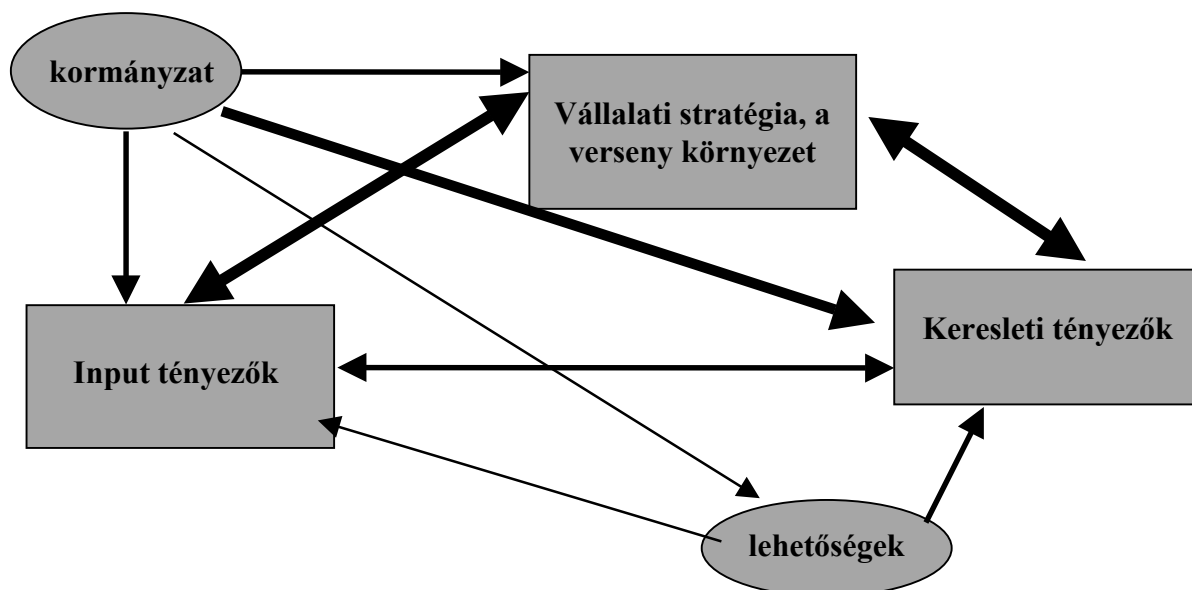 kormányzat
Vállalati stratégia, a
verseny környezet
Keresleti tényezők
Input tényezők
lehetőségek